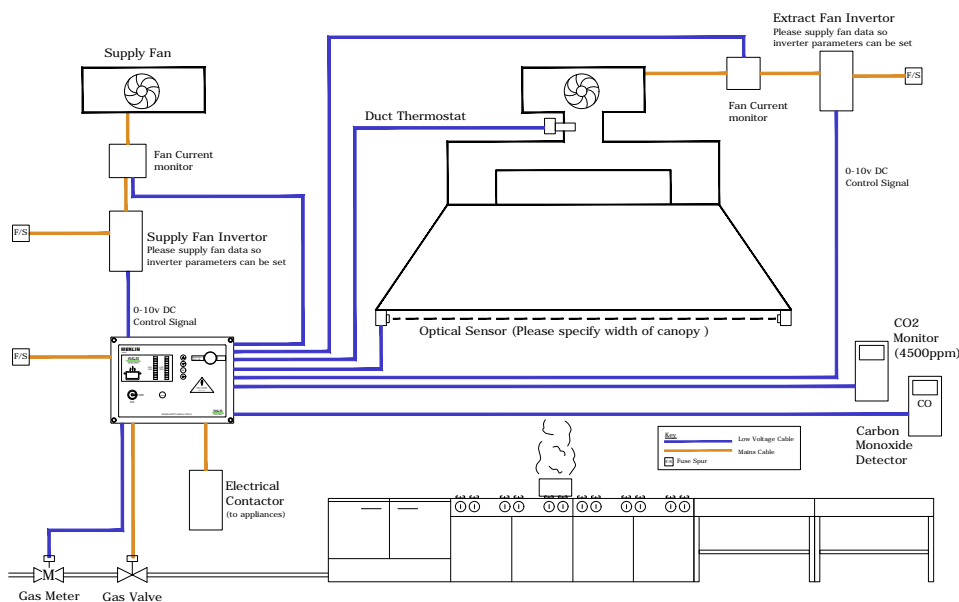 Extract Fan Invertor
Please supply fan data so
inverter parameters can be set
Supply Fan
F/S
Fan Current
monitor
Duct Thermostat
Fan Current
monitor
0-10v DC
Control Signal
F/S
Supply Fan Invertor
Please supply fan data so
inverter parameters can be set
0-10v DC
Control Signal
Optical Sensor (Please specify width of canopy )
CO2
Monitor
(4500ppm)
F/S
MERLIN
CO
Carbon
Monoxide
Detector
Key
Low Voltage Cable
Mains Cable
Fuse Spur
Electrical
Contactor
(to appliances)
M
Gas Meter
Gas Valve